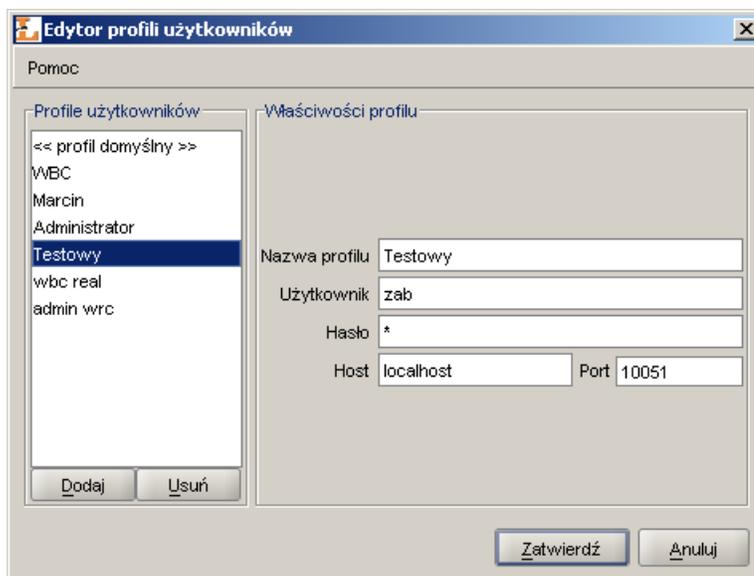 Edytor profili użytkowników
Pomoc
Profile użytkowników
<< profil domyślny >>
WBC
Marcin
Administrator
Testowy
wbc real
admin wrc
Dodaj
Usuń
Właściwości profilu
Nazwa profilu Testowy
Użytkownik zab
Hasło *
Host localhost Port 10051
Zatwierdź
Anuluj